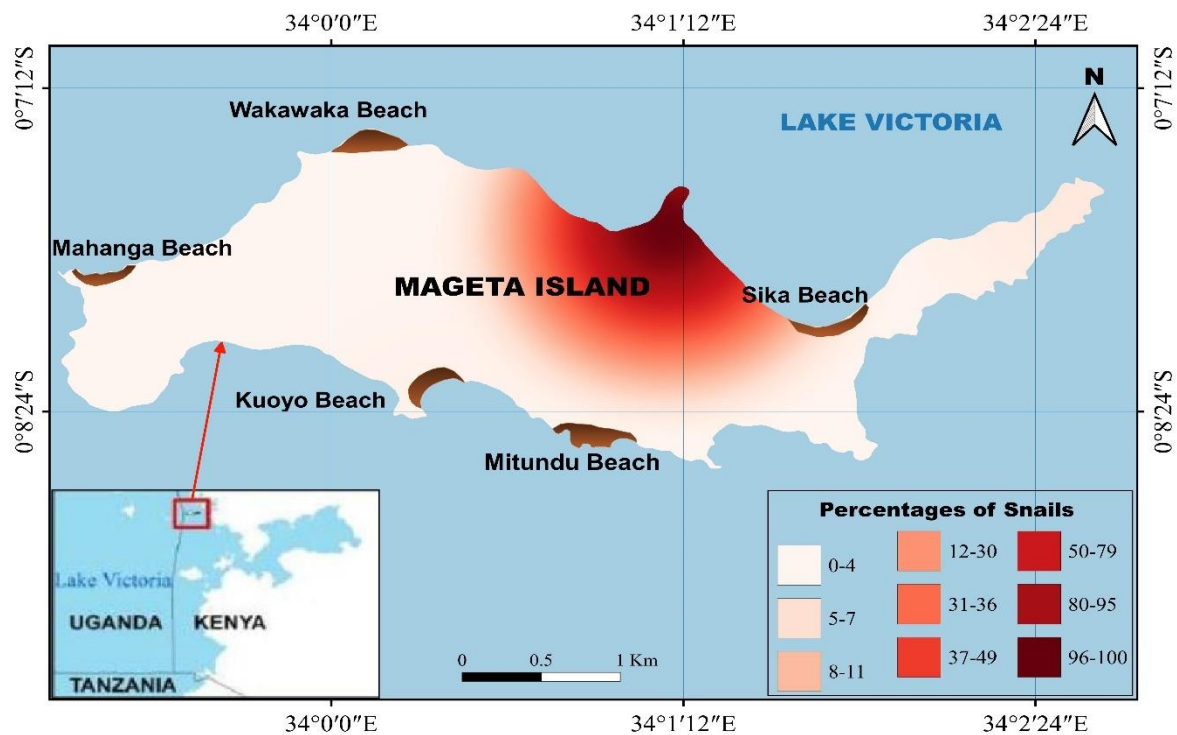 34°0′0″E
34°1′12″E
34°2′24″E
0°7′12″S
0°7′12″S
N
Wakawaka Beach
LAKE VICTORIA
Mahanga Beach
MAGETA ISLAND
Sika Beach
Kuoyo Beach
0°8′24″S
0°8′24″S
Mitundu Beach
Lake Victoria
UGANDA
KENYA
TANZANIA
0
0.5
1 Km
Percentages of Snails
0-4
5-7
8-11
12-30
31-36
37-49
50-79
80-95
96-100
34°0′0″E
34°1′12″E
34°2′24″E